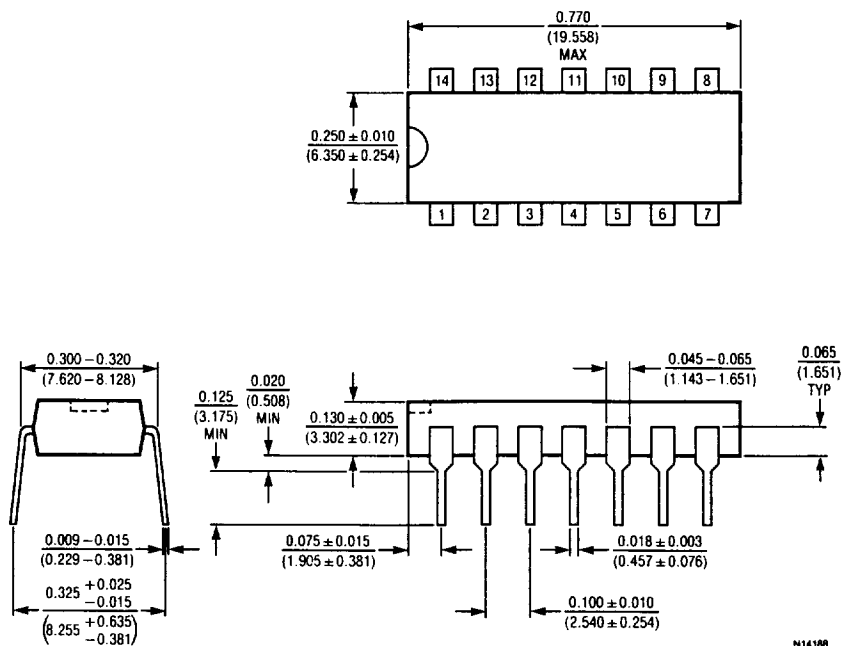 0.770
(19.558)
MAX
14 13 12 11 10 9 8
0.250 ± 0.010
(6.350 ± 0.254)
1 2 3 4 5 6 7
0.300 – 0.320
(7.620 – 8.128)
0.125
(3.175)
MIN
0.020
(0.508)
MIN
0.130 ± 0.005
(3.302 ± 0.127)
0.045 – 0.065
(1.143 – 1.651)
0.065
(1.651)
TYP
0.009 – 0.015
(0.229 – 0.381)
0.325 +0.025
−0.015
(8.255 +0.635
−0.381)
0.075 ± 0.015
(1.905 ± 0.381)
0.018 ± 0.003
(0.457 ± 0.076)
0.100 ± 0.010
(2.540 ± 0.254)
N14188